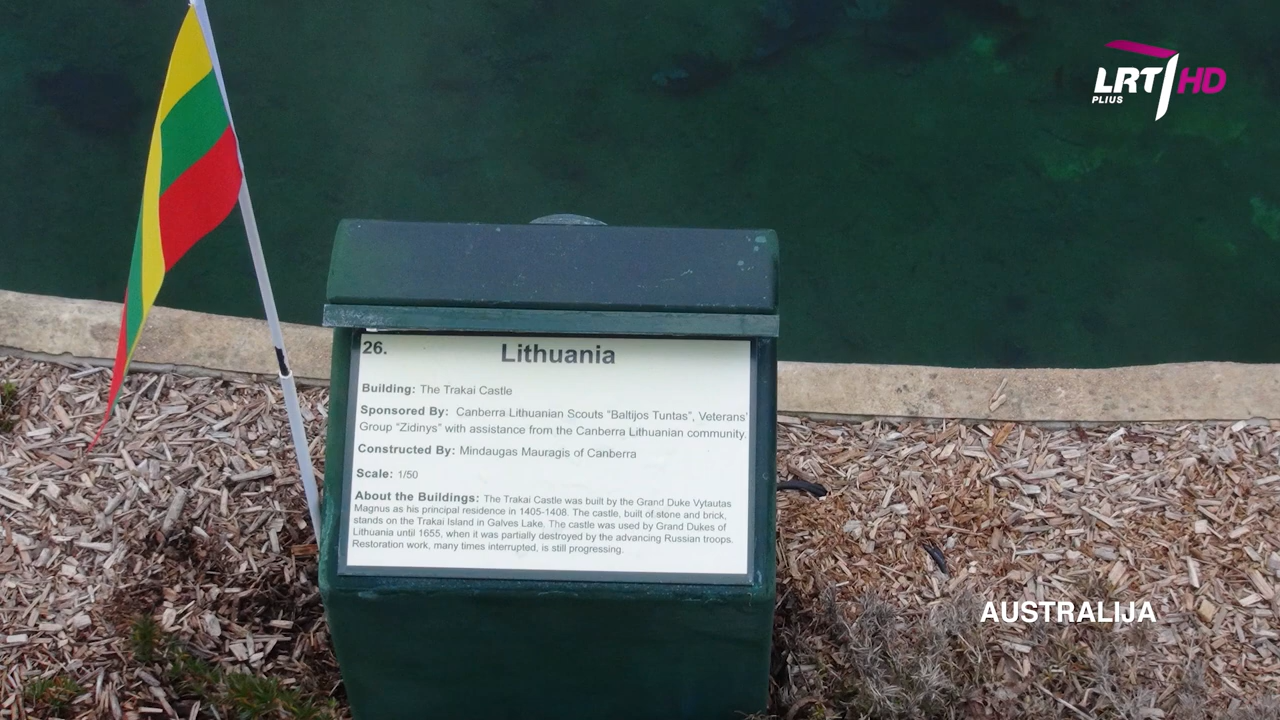 LRT HD
PLIUS
26. Lithuania
Building: The Trakai Castle
Sponsored By: Canberra Lithuanian Scouts "Baltijos Tuntas", Veterans'
Group "Zidinys" with assistance from the Canberra Lithuanian community.
Constructed By: Mindaugas Mauragis of Canberra
Scale: 1/50
About the Buildings: The Trakai Castle was built by the Grand Duke Vytautas
Magnus as his principal residence in 1405-1408. The castle, built of stone and brick,
stands on the Trakai Island in Galves Lake. The castle was used by Grand Dukes of
Lithuania until 1655, when it was partially destroyed by the advancing Russian troops.
Restoration work, many times interrupted, is still progressing.
AUSTRALIJA